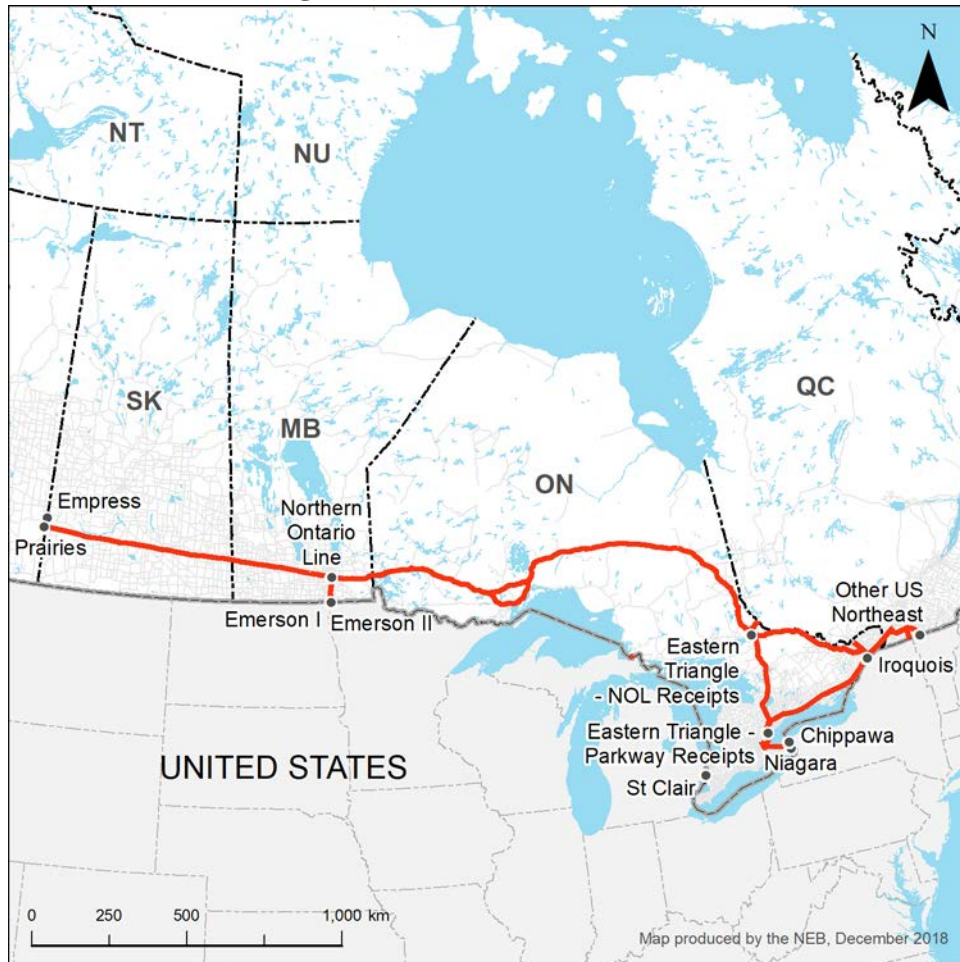 N
NT
NU
SK
MB
QC
ON
Empress
Prairies
Northern
Ontario
Line
Emerson I
Emerson II
Other US
Northeast
Iroquois
Eastern
Triangle
- NOL Receipts
Eastern Triangle -
Parkway Receipts
Chippawa
Niagara
St Clair
UNITED STATES
0 250 500 1,000 km
Map produced by the NEB, December 2018